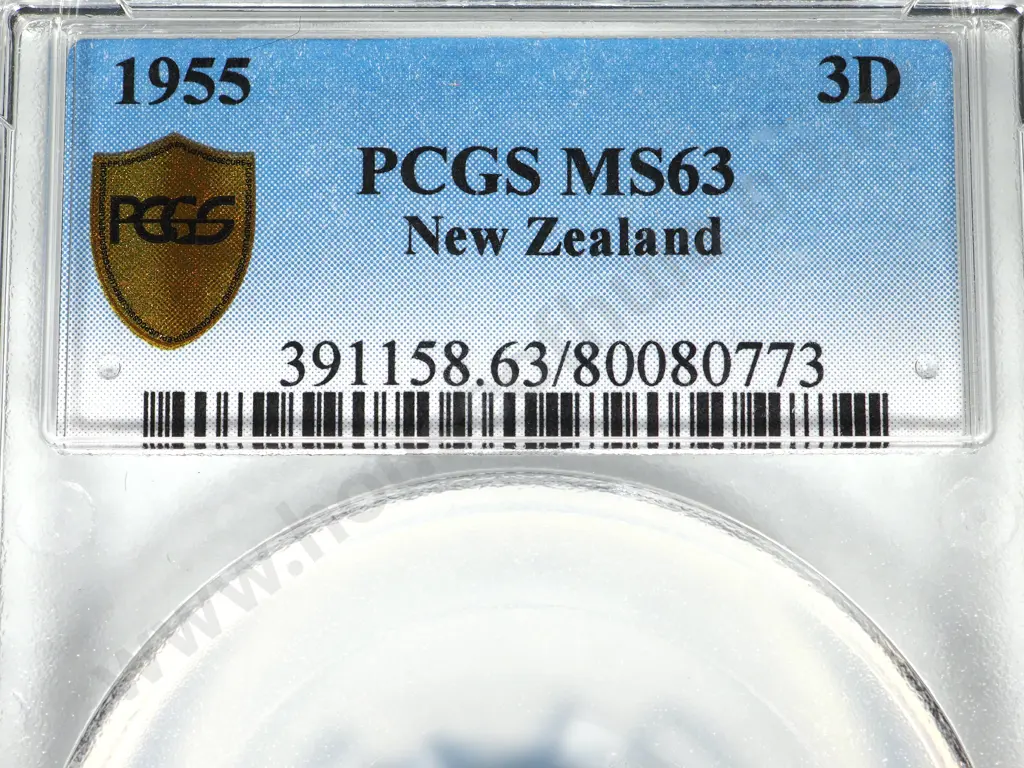 1955 3D
PCGS MS63
PCGS
New Zealand
391158.63/80080773